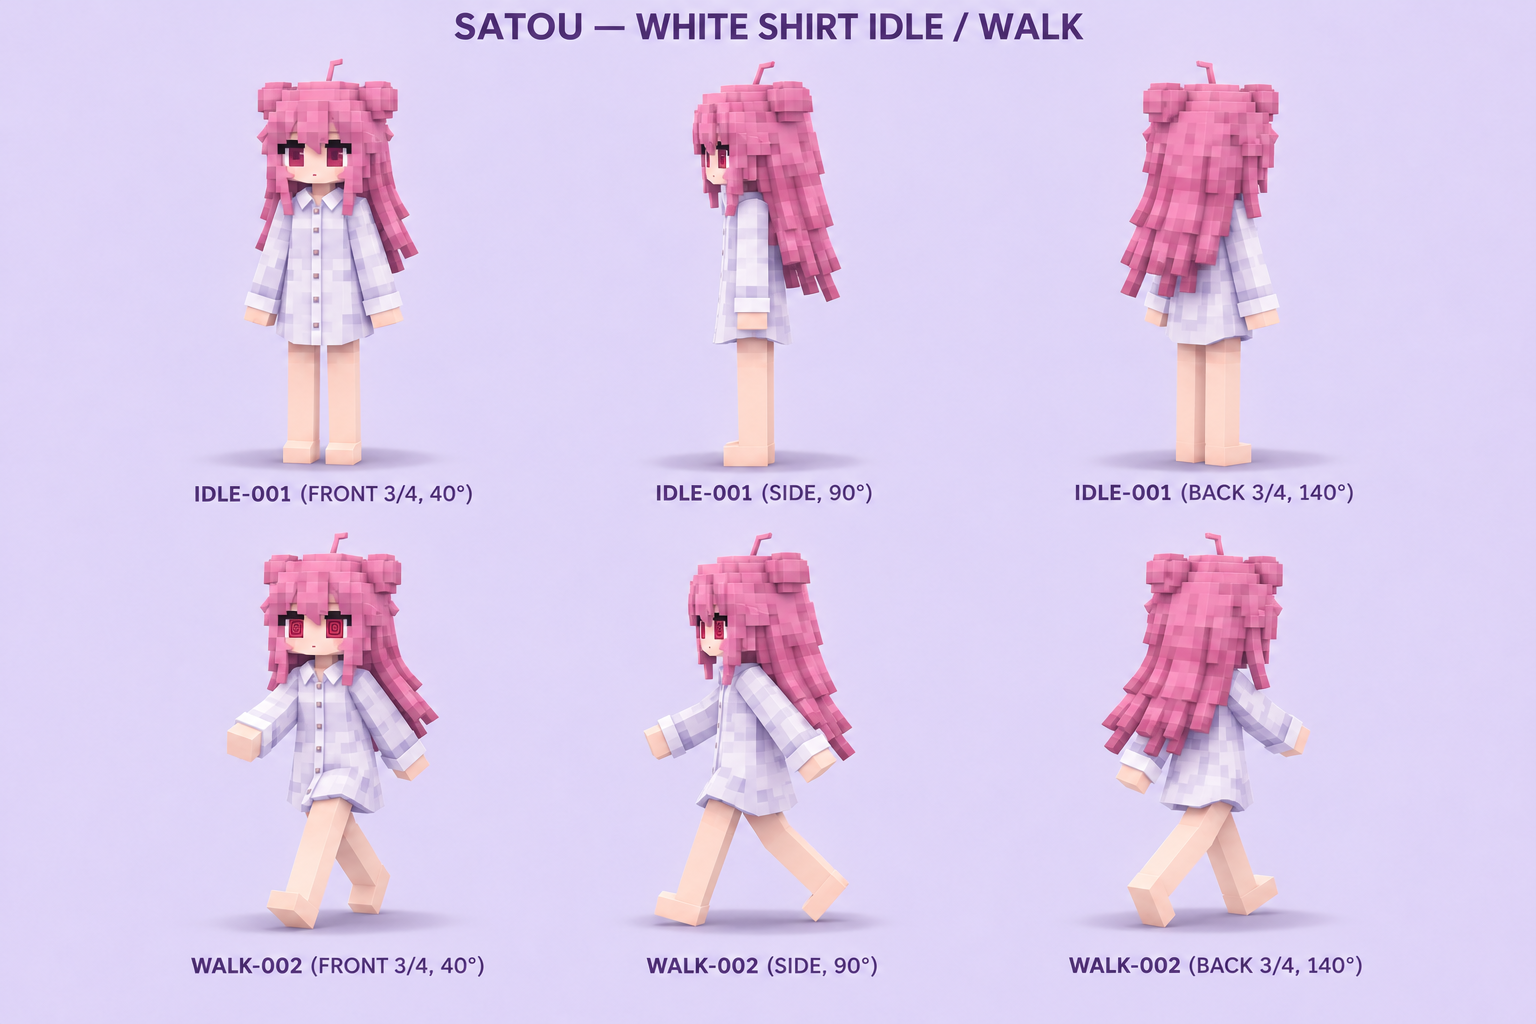 SATOU — WHITE SHIRT IDLE / WALK
IDLE-001 (FRONT 3/4, 40°)
IDLE-001 (SIDE, 90°)
IDLE-001 (BACK 3/4, 140°)
WALK-002 (FRONT 3/4, 40°)
WALK-002 (SIDE, 90°)
WALK-002 (BACK 3/4, 140°)